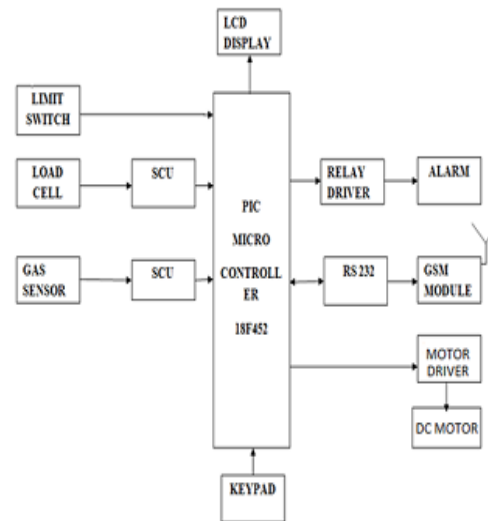 LCD
DISPLAY
LIMIT
SWITCH
LOAD
CELL
SCU
GAS
SENSOR
SCU
PIC
MICRO
CONTROLL
ER
18F452
RELAY
DRIVER
ALARM
RS 232
GSM
MODULE
MOTOR
DRIVER
DC MOTOR
KEYPAD